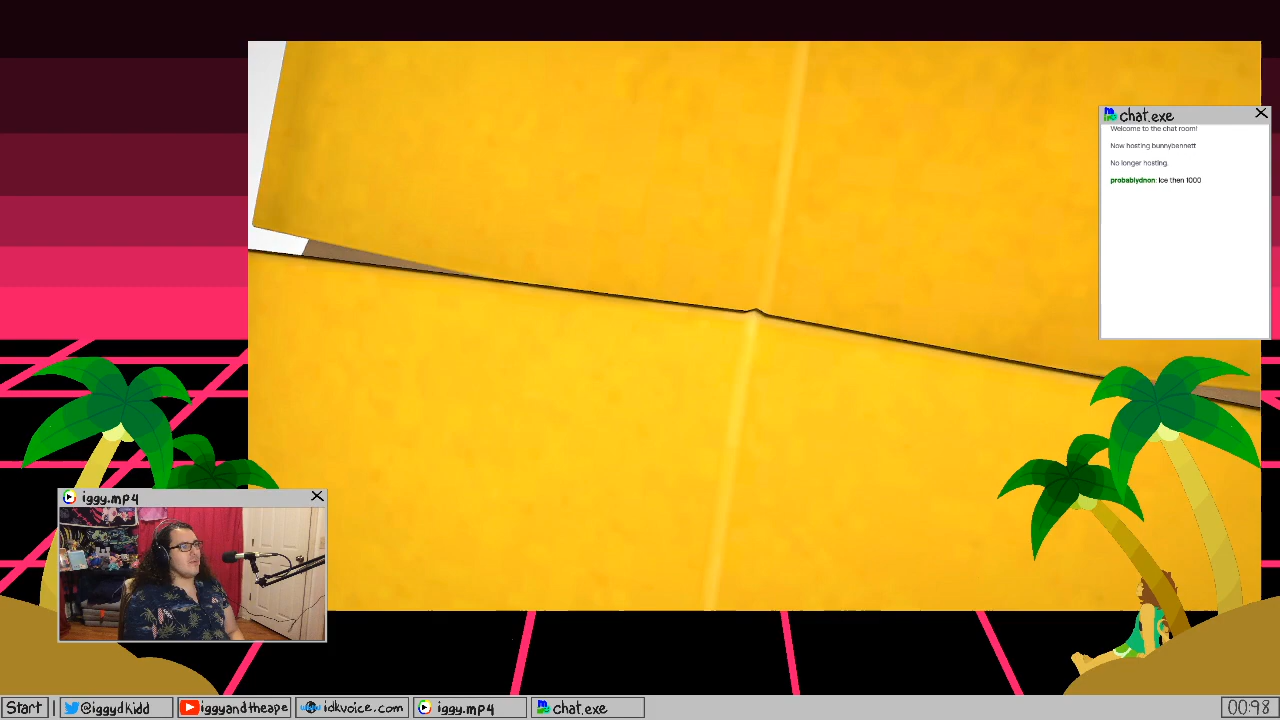 chat.exe
Welcome to the chat room!
Now hosting bunnybennett
No longer hosting.
probablydnon: Ice then 1000
iggy.mp4
Start | @iggydkidd iggyandtheape idkvoice.com iggy.mp4 chat.exe 00:98